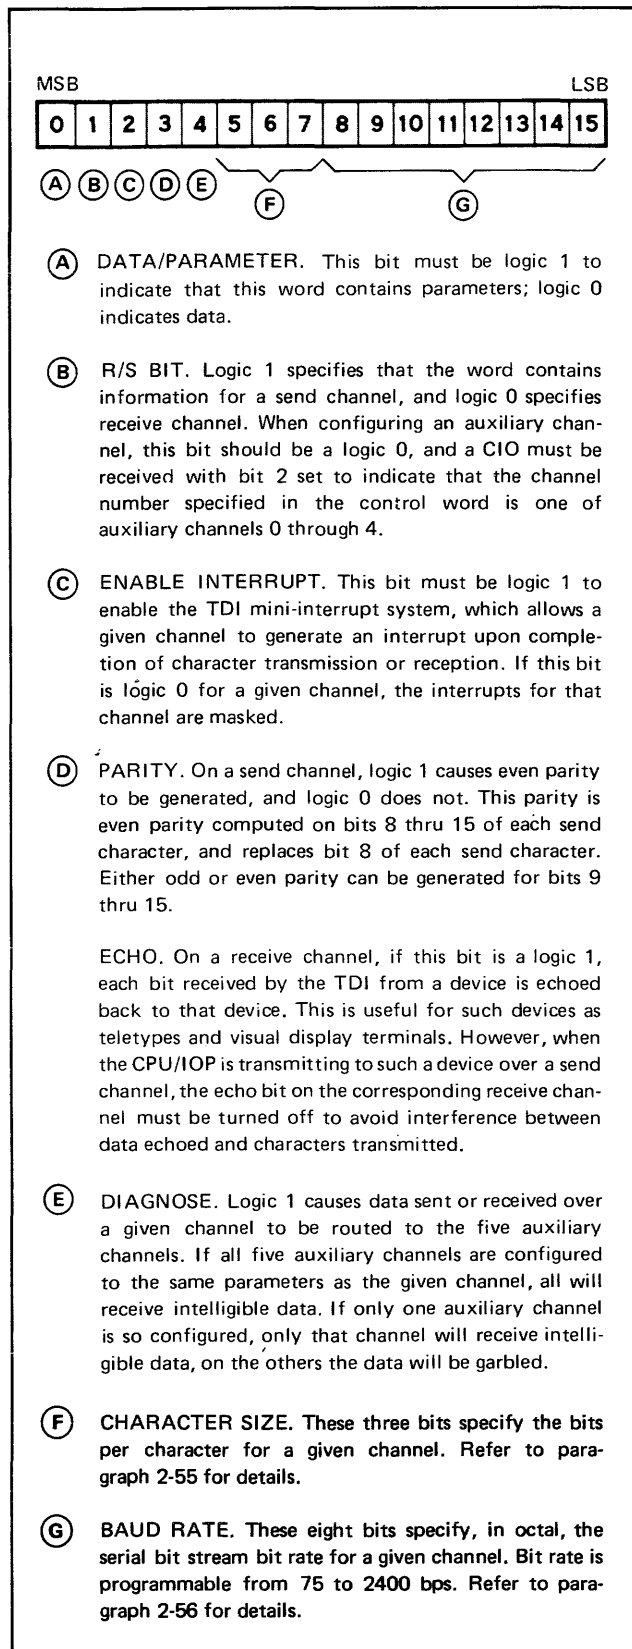 MSB LSB
0 1 2 3 4 5 6 7 8 9 10 11 12 13 14 15
A B C D E F G
A DATA/PARAMETER. This bit must be logic 1 to
indicate that this word contains parameters; logic 0
indicates data.
B R/S BIT. Logic 1 specifies that the word contains
information for a send channel, and logic 0 specifies
receive channel. When configuring an auxiliary chan-
nel, this bit should be a logic 0, and a CIO must be
received with bit 2 set to indicate that the channel
number specified in the control word is one of
auxiliary channels 0 through 4.
C ENABLE INTERRUPT. This bit must be logic 1 to
enable the TDI mini-interrupt system, which allows a
given channel to generate an interrupt upon comple-
tion of character transmission or reception. If this bit
is logic 0 for a given channel, the interrupts for that
channel are masked.
D PARITY. On a send channel, logic 1 causes even parity
to be generated, and logic 0 does not. This parity is
even parity computed on bits 8 thru 15 of each send
character, and replaces bit 8 of each send character.
Either odd or even parity can be generated for bits 9
thru 15.
ECHO. On a receive channel, if this bit is a logic 1,
each bit received by the TDI from a device is echoed
back to that device. This is useful for such devices as
teletypes and visual display terminals. However, when
the CPU/IOP is transmitting to such a device over a send
channel, the echo bit on the corresponding receive chan-
nel must be turned off to avoid interference between
data echoed and characters transmitted.
E DIAGNOSE. Logic 1 causes data sent or received over
a given channel to be routed to the five auxiliary
channels. If all five auxiliary channels are configured
to the same parameters as the given channel, all will
receive intelligible data. If only one auxiliary channel
is so configured, only that channel will receive intelli-
gible data, on the others the data will be garbled.
F CHARACTER SIZE. These three bits specify the bits
per character for a given channel. Refer to para-
graph 2-55 for details.
G BAUD RATE. These eight bits specify, in octal, the
serial bit stream bit rate for a given channel. Bit rate is
programmable from 75 to 2400 bps. Refer to para-
graph 2-56 for details.